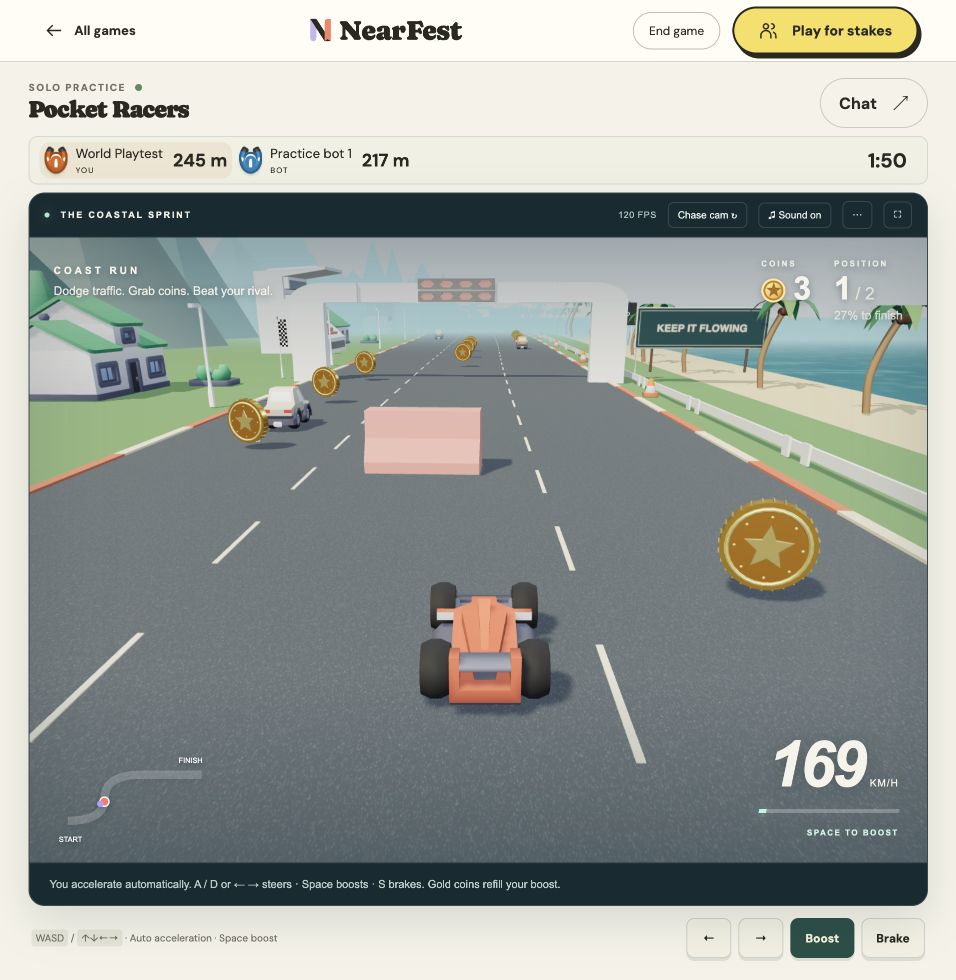 ← All games
NearFest
End game
Play for stakes
SOLO PRACTICE
Pocket Racers
Chat ↗
World Playtest
YOU
245 m
Practice bot 1
BOT
217 m
1:50
THE COASTAL SPRINT
120 FPS
Chase cam ↻
♫ Sound on
···
COAST RUN
Dodge traffic. Grab coins. Beat your rival.
COINS
3
POSITION
1 / 2
27% to finish
KEEP IT FLOWING
FINISH
START
169 KM/H
SPACE TO BOOST
You accelerate automatically. A / D or ← → steers · Space boosts · S brakes. Gold coins refill your boost.
WASD / ↑↓←→ · Auto acceleration · Space boost
←
→
Boost
Brake